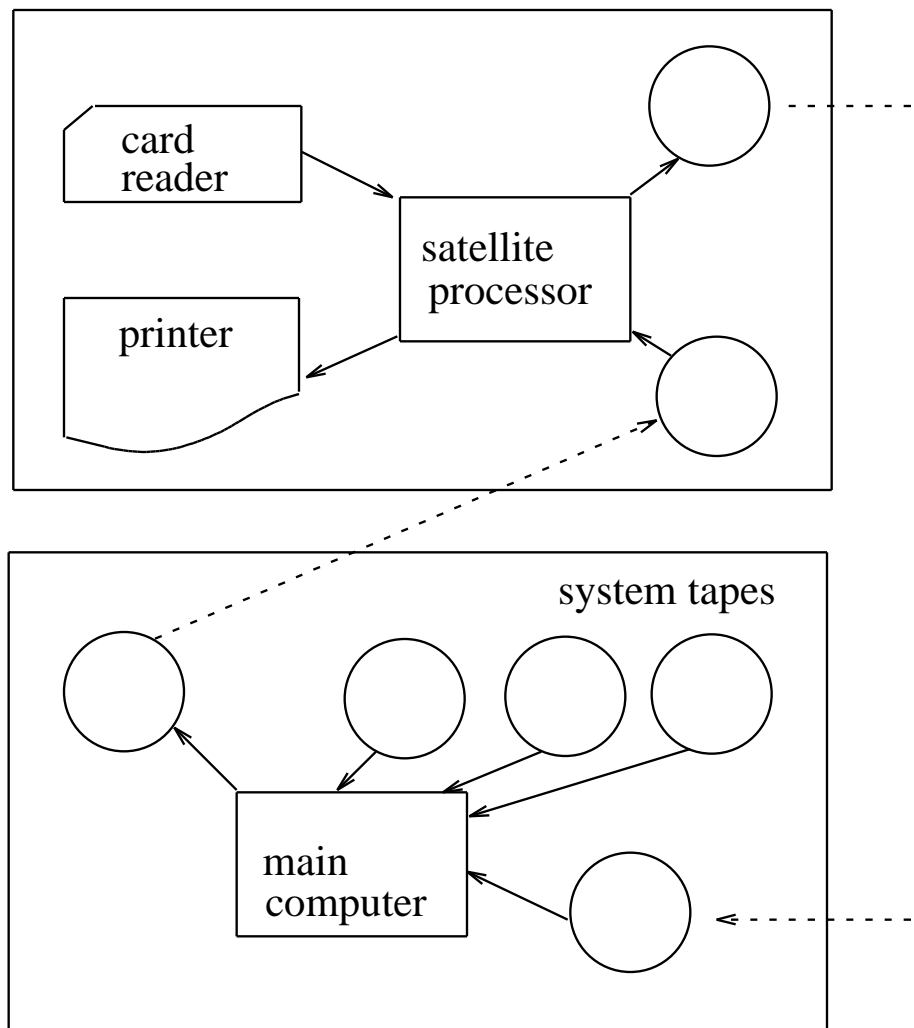 card
reader
satellite
processor
printer
system tapes
main
computer